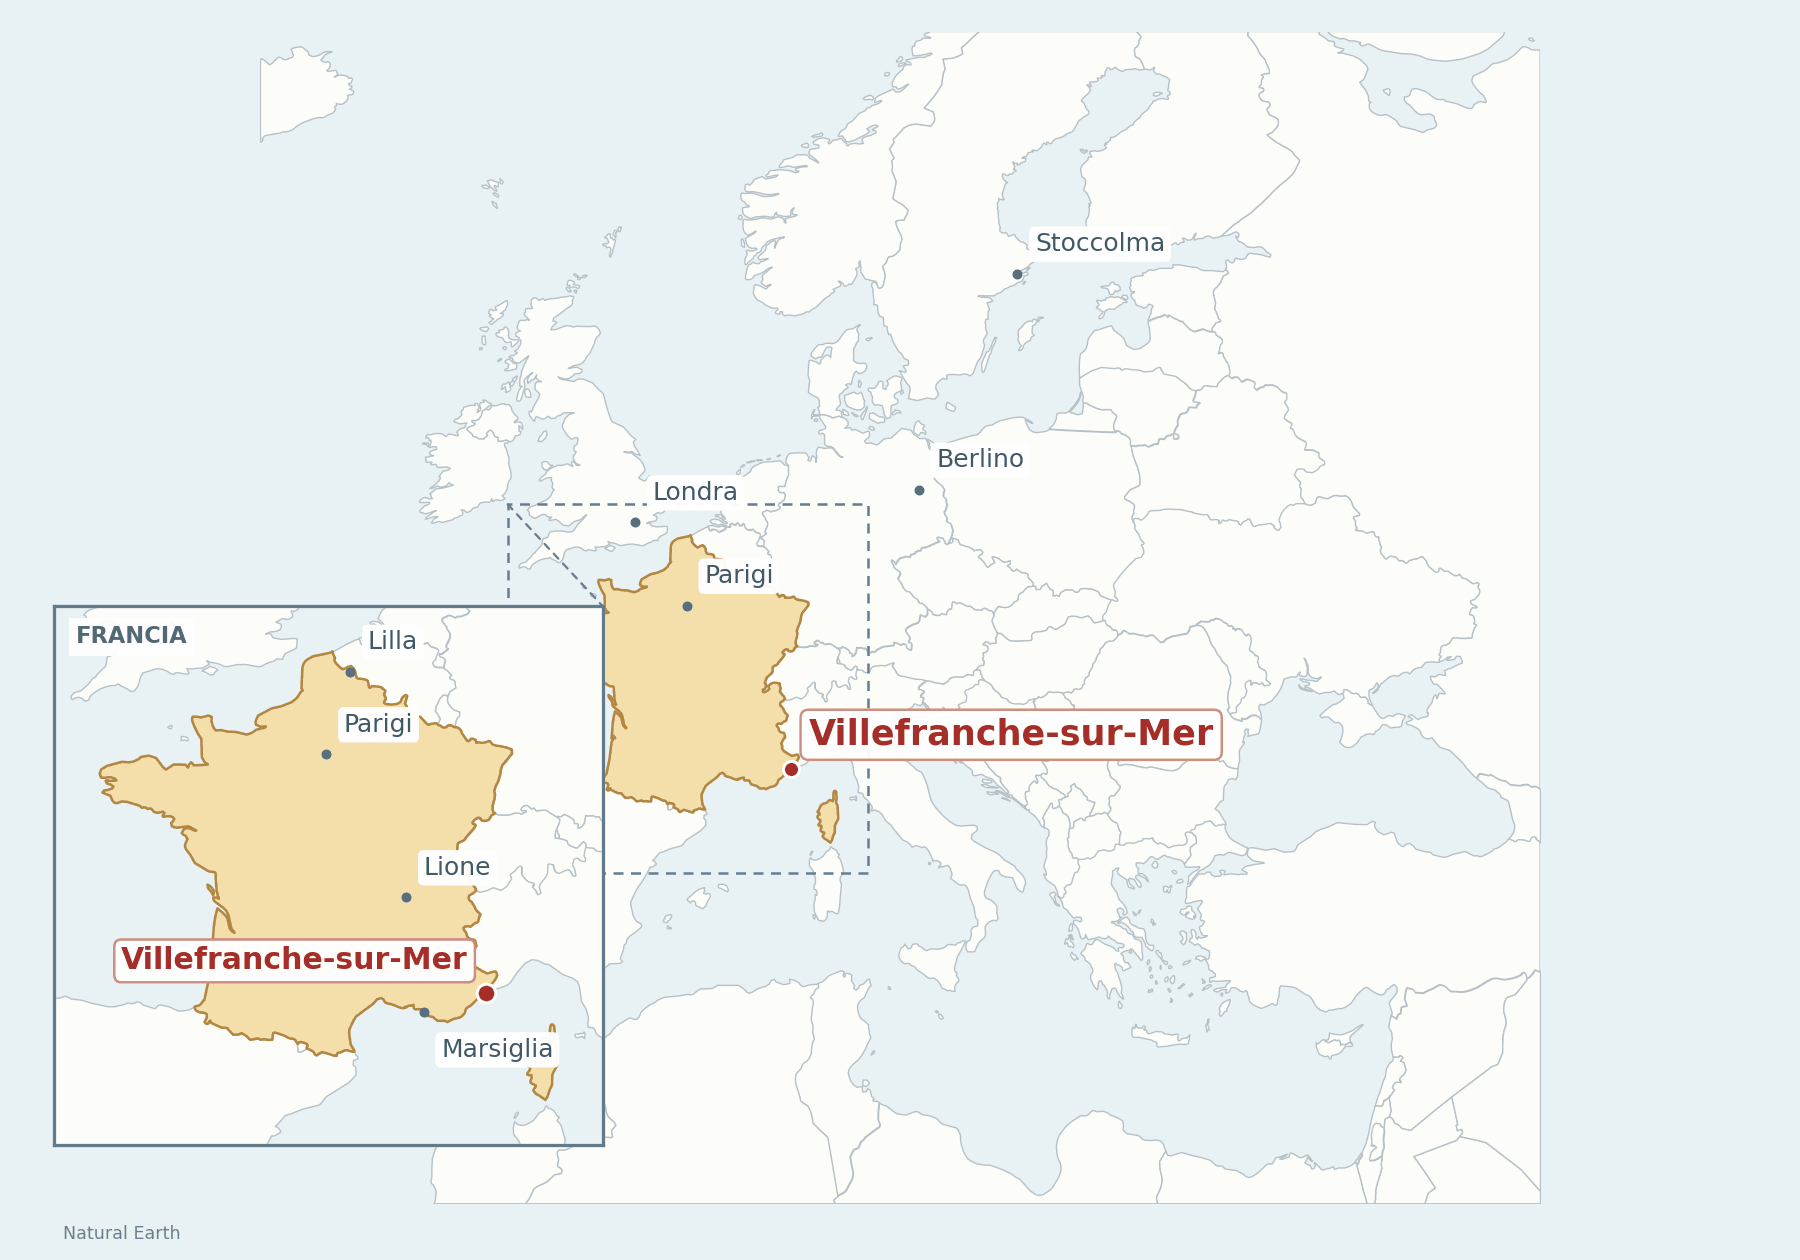 Stoccolma
Berlino
Londra
Parigi
Villefranche-sur-Mer
FRANCIA
Lilla
Parigi
Lione
Villefranche-sur-Mer
Marsiglia
Natural Earth